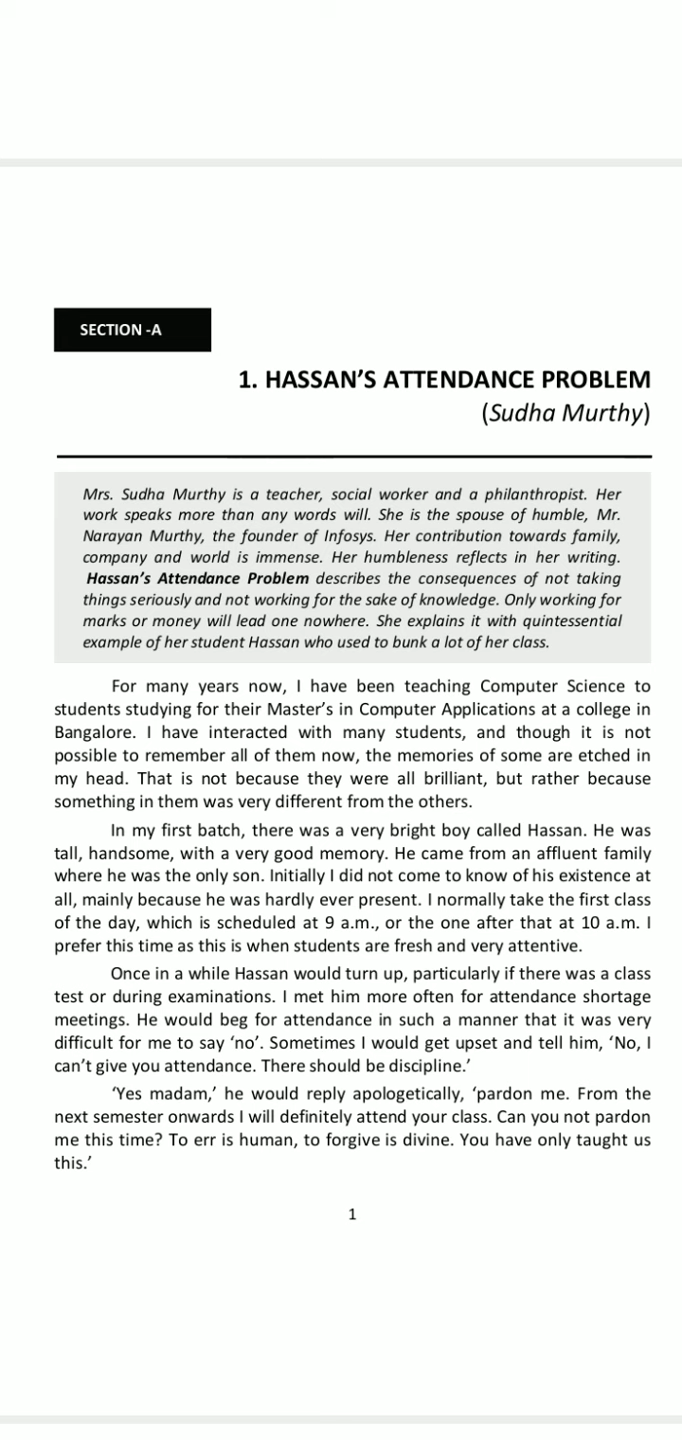 SECTION -A
1. HASSAN’S ATTENDANCE PROBLEM
(Sudha Murthy)
Mrs. Sudha Murthy is a teacher, social worker and a philanthropist. Her
work speaks more than any words will. She is the spouse of humble, Mr.
Narayan Murthy, the founder of Infosys. Her contribution towards family,
company and world is immense. Her humbleness reflects in her writing.
Hassan’s Attendance Problem describes the consequences of not taking
things seriously and not working for the sake of knowledge. Only working for
marks or money will lead one nowhere. She explains it with quintessential
example of her student Hassan who used to bunk a lot of her class.
For many years now, I have been teaching Computer Science to
students studying for their Master’s in Computer Applications at a college in
Bangalore. I have interacted with many students, and though it is not
possible to remember all of them now, the memories of some are etched in
my head. That is not because they were all brilliant, but rather because
something in them was very different from the others.
In my first batch, there was a very bright boy called Hassan. He was
tall, handsome, with a very good memory. He came from an affluent family
where he was the only son. Initially I did not come to know of his existence at
all, mainly because he was hardly ever present. I normally take the first class
of the day, which is scheduled at 9 a.m., or the one after that at 10 a.m. I
prefer this time as this is when students are fresh and very attentive.
Once in a while Hassan would turn up, particularly if there was a class
test or during examinations. I met him more often for attendance shortage
meetings. He would beg for attendance in such a manner that it was very
difficult for me to say ‘no’. Sometimes I would get upset and tell him, ‘No, I
can’t give you attendance. There should be discipline.’
‘Yes madam,’ he would reply apologetically, ‘pardon me. From the
next semester onwards I will definitely attend your class. Can you not pardon
me this time? To err is human, to forgive is divine. You have only taught us
this.’
1